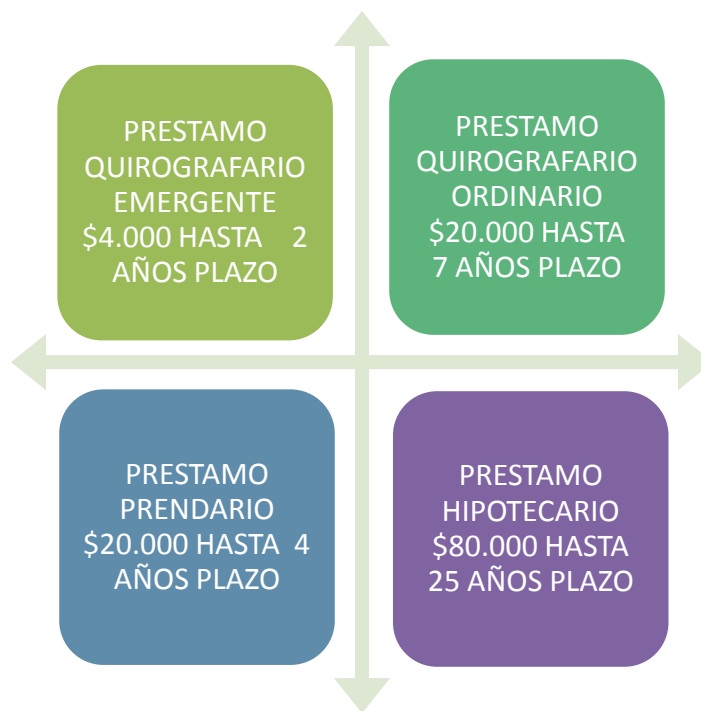 PRESTAMO
QUIROGRAFARIO
EMERGENTE
$4.000 HASTA 2
AÑOS PLAZO
PRESTAMO
QUIROGRAFARIO
ORDINARIO
$20.000 HASTA
7 AÑOS PLAZO
PRESTAMO
PRENDARIO
$20.000 HASTA 4
AÑOS PLAZO
PRESTAMO
HIPOTECARIO
$80.000 HASTA
25 AÑOS PLAZO